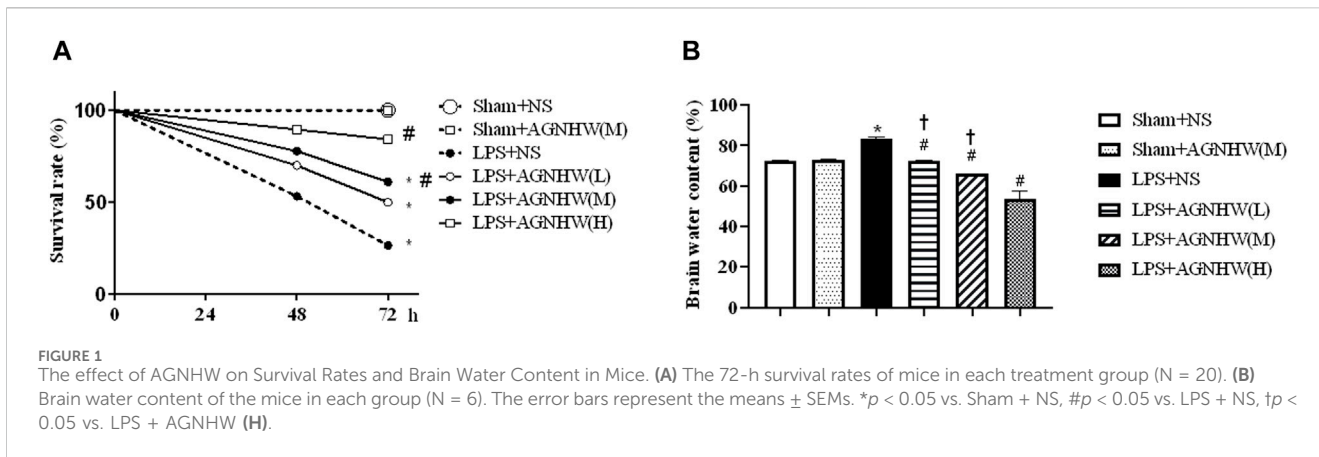 A
Survival rate (%)
100
50
0
0
24
48
72
h
#
*
#
*
*
Sham+NS
Sham+AGNHW(M)
LPS+NS
LPS+AGNHW(L)
LPS+AGNHW(M)
LPS+AGNHW(H)
B
Brain water content(%)
100
80
60
40
20
0
*
†
#
†
#
#
Sham+NS
Sham+AGNHW(M)
LPS+NS
LPS+AGNHW(L)
LPS+AGNHW(M)
LPS+AGNHW(H)
FIGURE 1
The effect of AGNHW on Survival Rates and Brain Water Content in Mice. (A) The 72-h survival rates of mice in each treatment group (N = 20). (B)
Brain water content of the mice in each group (N = 6). The error bars represent the means ± SEMs. *p < 0.05 vs. Sham + NS, #p < 0.05 vs. LPS + NS, †p <
0.05 vs. LPS + AGNHW (H).